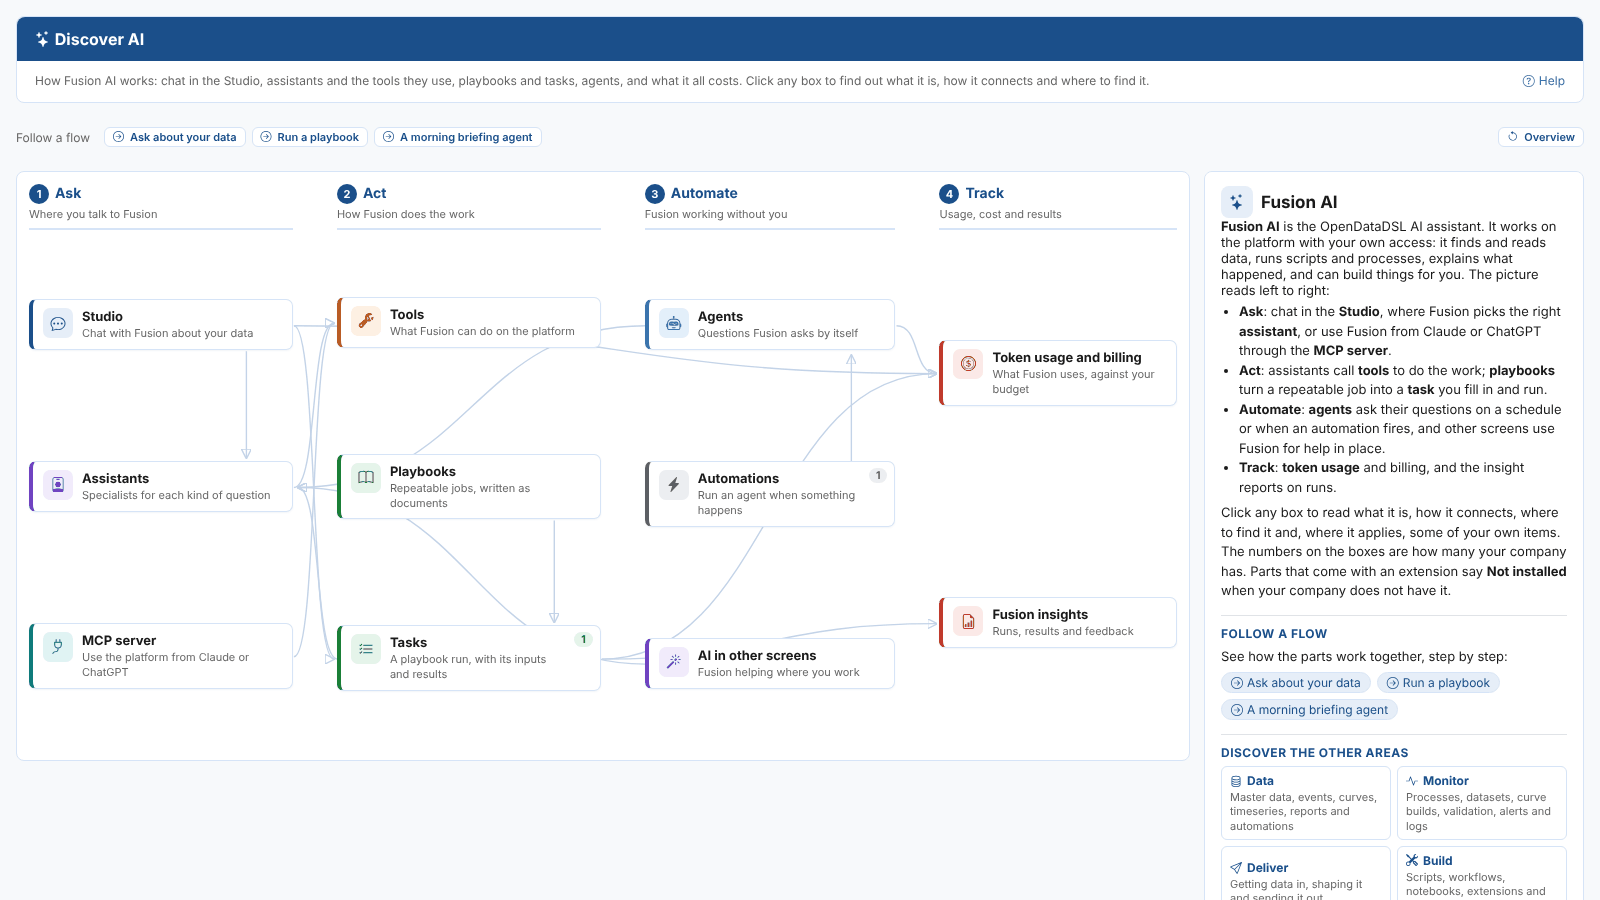 Discover AI
How Fusion AI works: chat in the Studio, assistants and the tools they use, playbooks and tasks, agents, and what it all costs. Click any box to find out what it is, how it connects and where to find it.
Help
Follow a flow
Ask about your data
Run a playbook
A morning briefing agent
Overview
1 Ask
Where you talk to Fusion
2 Act
How Fusion does the work
3 Automate
Fusion working without you
4 Track
Usage, cost and results
Studio
Chat with Fusion about your data
Tools
What Fusion can do on the platform
Agents
Questions Fusion asks by itself
Token usage and billing
What Fusion uses, against your
budget
Assistants
Specialists for each kind of question
Playbooks
Repeatable jobs, written as
documents
Automations
1
Run an agent when something
happens
MCP server
Use the platform from Claude or
ChatGPT
Tasks
1
A playbook run, with its inputs
and results
AI in other screens
Fusion helping where you work
Fusion insights
Runs, results and feedback
Fusion AI
Fusion AI is the OpenDataDSL AI assistant. It works on
the platform with your own access: it finds and reads
data, runs scripts and processes, explains what
happened, and can build things for you. The picture
reads left to right:
• Ask: chat in the Studio, where Fusion picks the right
assistant, or use Fusion from Claude or ChatGPT
through the MCP server.
• Act: assistants call tools to do the work; playbooks
turn a repeatable job into a task you fill in and run.
• Automate: agents ask their questions on a schedule
or when an automation fires, and other screens use
Fusion for help in place.
• Track: token usage and billing, and the insight
reports on runs.
Click any box to read what it is, how it connects, where
to find it and, where it applies, some of your own items.
The numbers on the boxes are how many your company
has. Parts that come with an extension say Not installed
when your company does not have it.
FOLLOW A FLOW
See how the parts work together, step by step:
Ask about your data
Run a playbook
A morning briefing agent
DISCOVER THE OTHER AREAS
Data
Master data, events, curves,
timeseries, reports and
automations
Monitor
Processes, datasets, curve
builds, validation, alerts and
logs
Deliver
Getting data in, shaping it
and sending it out
Build
Scripts, workflows,
notebooks, extensions and